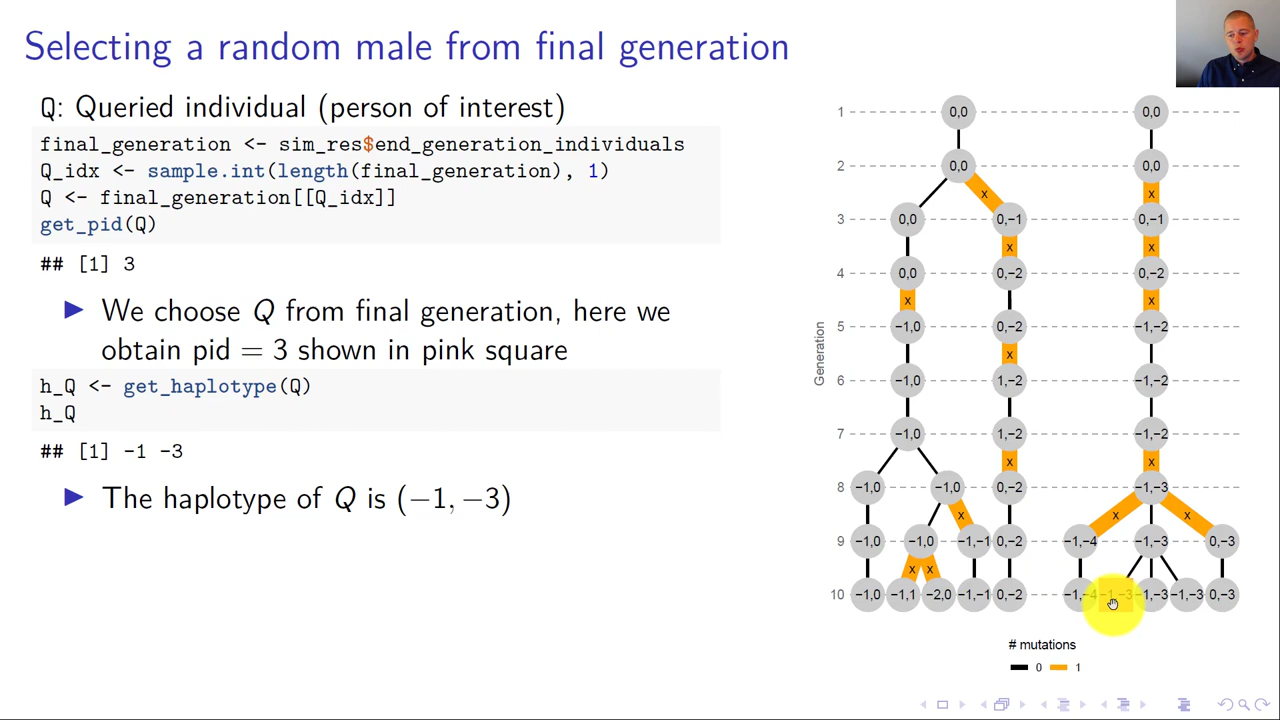 Selecting a random male from final generation
Q: Queried individual (person of interest)
final_generation <- sim_res$end_generation_individuals
Q_idx <- sample.int(length(final_generation), 1)
Q <- final_generation[[Q_idx]]
get_pid(Q)
## [1] 3
We choose Q from final generation, here we
obtain pid = 3 shown in pink square
h_Q <- get_haplotype(Q)
h_Q
## [1] -1 -3
The haplotype of Q is (−1, −3)
Generation
1 0,0 0,0
2 0,0 0,0
x x
3 0,0 0,−1 0,−1
x x
4 0,0 0,−2 0,−2
x x
5 −1,0 0,−2 −1,−2
x
6 −1,0 1,−2 −1,−2
7 −1,0 1,−2 −1,−2
x x
8 −1,0 −1,0 0,−2 −1,−3
x x x
9 −1,0 −1,0 −1,−1 0,−2 −1,−4 −1,−3 0,−3
x x
10 −1,0 −1,1 −2,0 −1,−1 0,−2 −1,−4 −1,−3 −1,−3 −1,−3 0,−3
# mutations
0 1